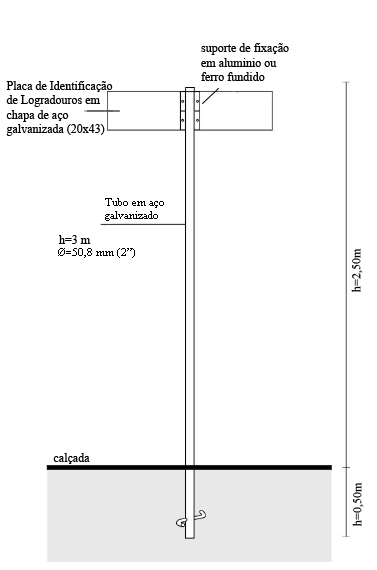 suporte de fixação
em aluminio ou
ferro fundido
Placa de Identificação
de Logradouros em
chapa de aço
galvanizada (20x43)
Tubo em aço
galvanizado
h=3 m
Ø=50,8 mm (2”)
h=2,50m
calçada
h=0,50m